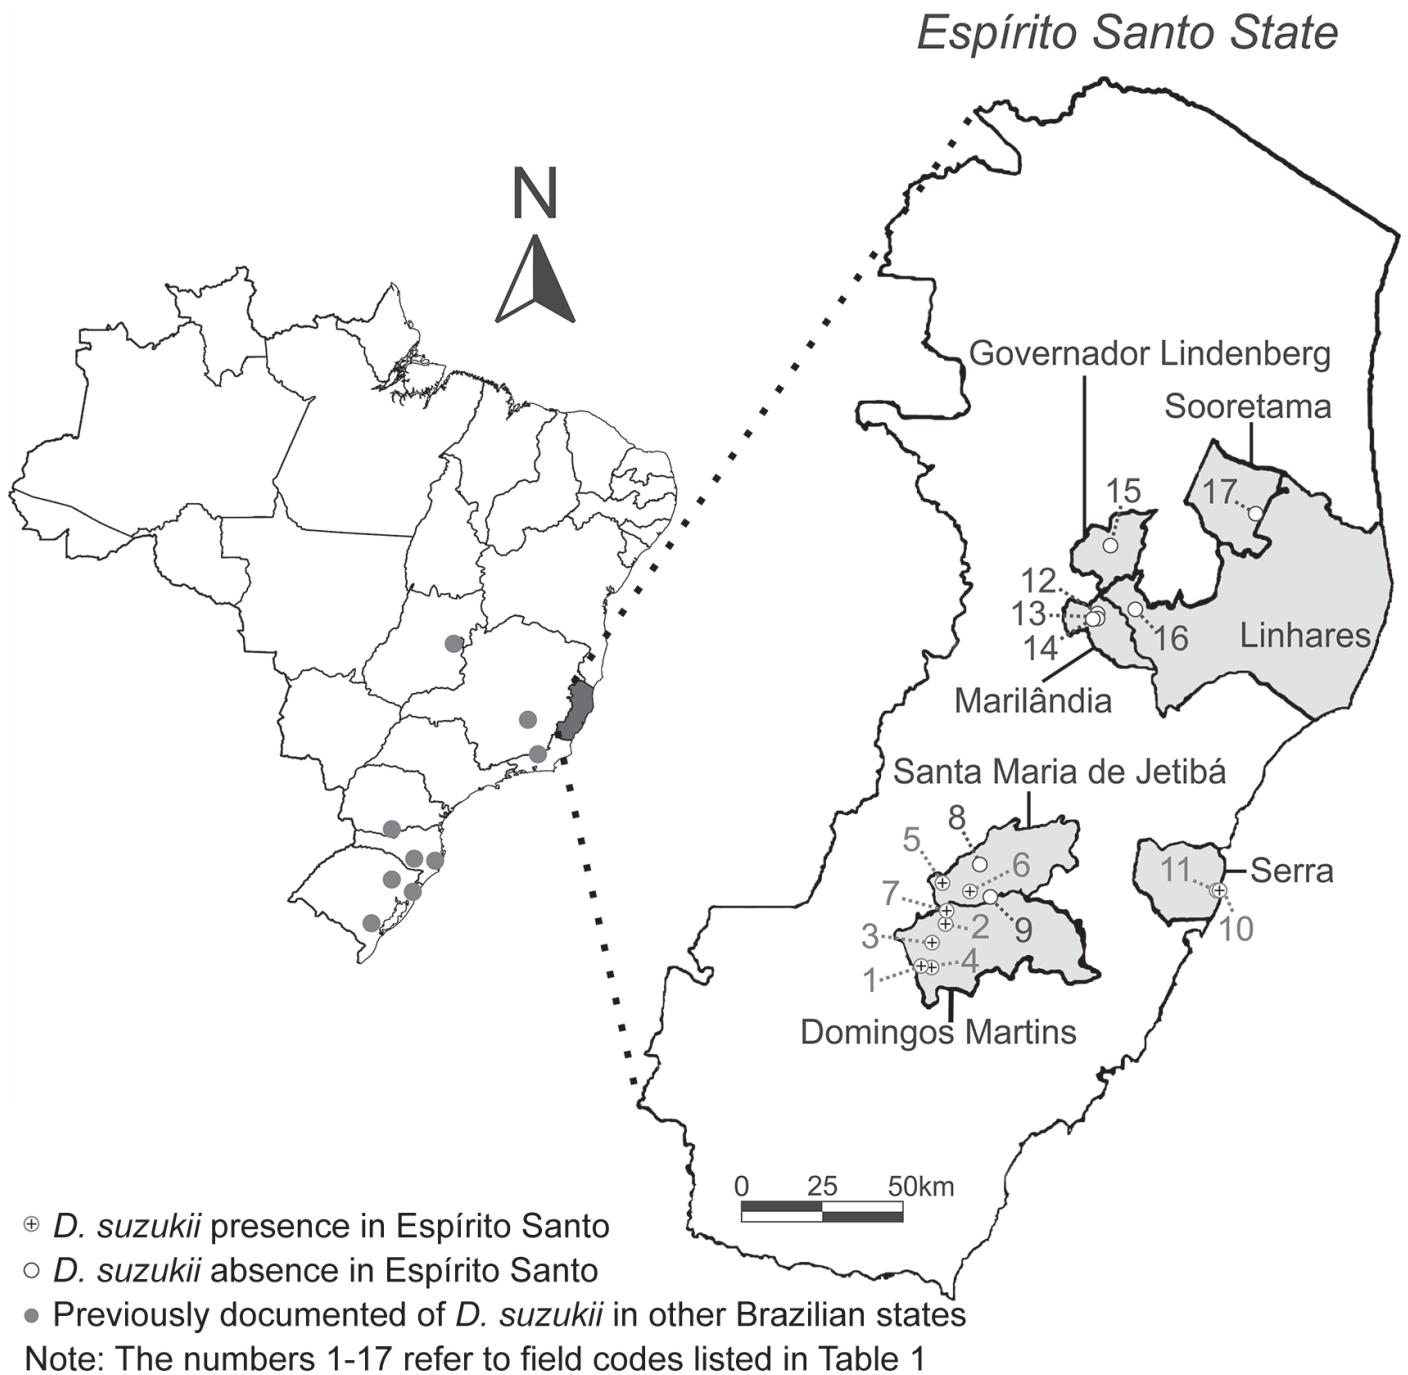 Espírito Santo State
N
Governador Lindenberg
Sooretama
15
17
12
13
14
16
Linhares
Marilândia
Santa Maria de Jetibá
8
5
6
11
Serra
7
3
2
9
10
1
4
Domingos Martins
0 25 50km
D. suzukii presence in Espírito Santo
D. suzukii absence in Espírito Santo
Previously documented of D. suzukii in other Brazilian states
Note: The numbers 1-17 refer to field codes listed in Table 1